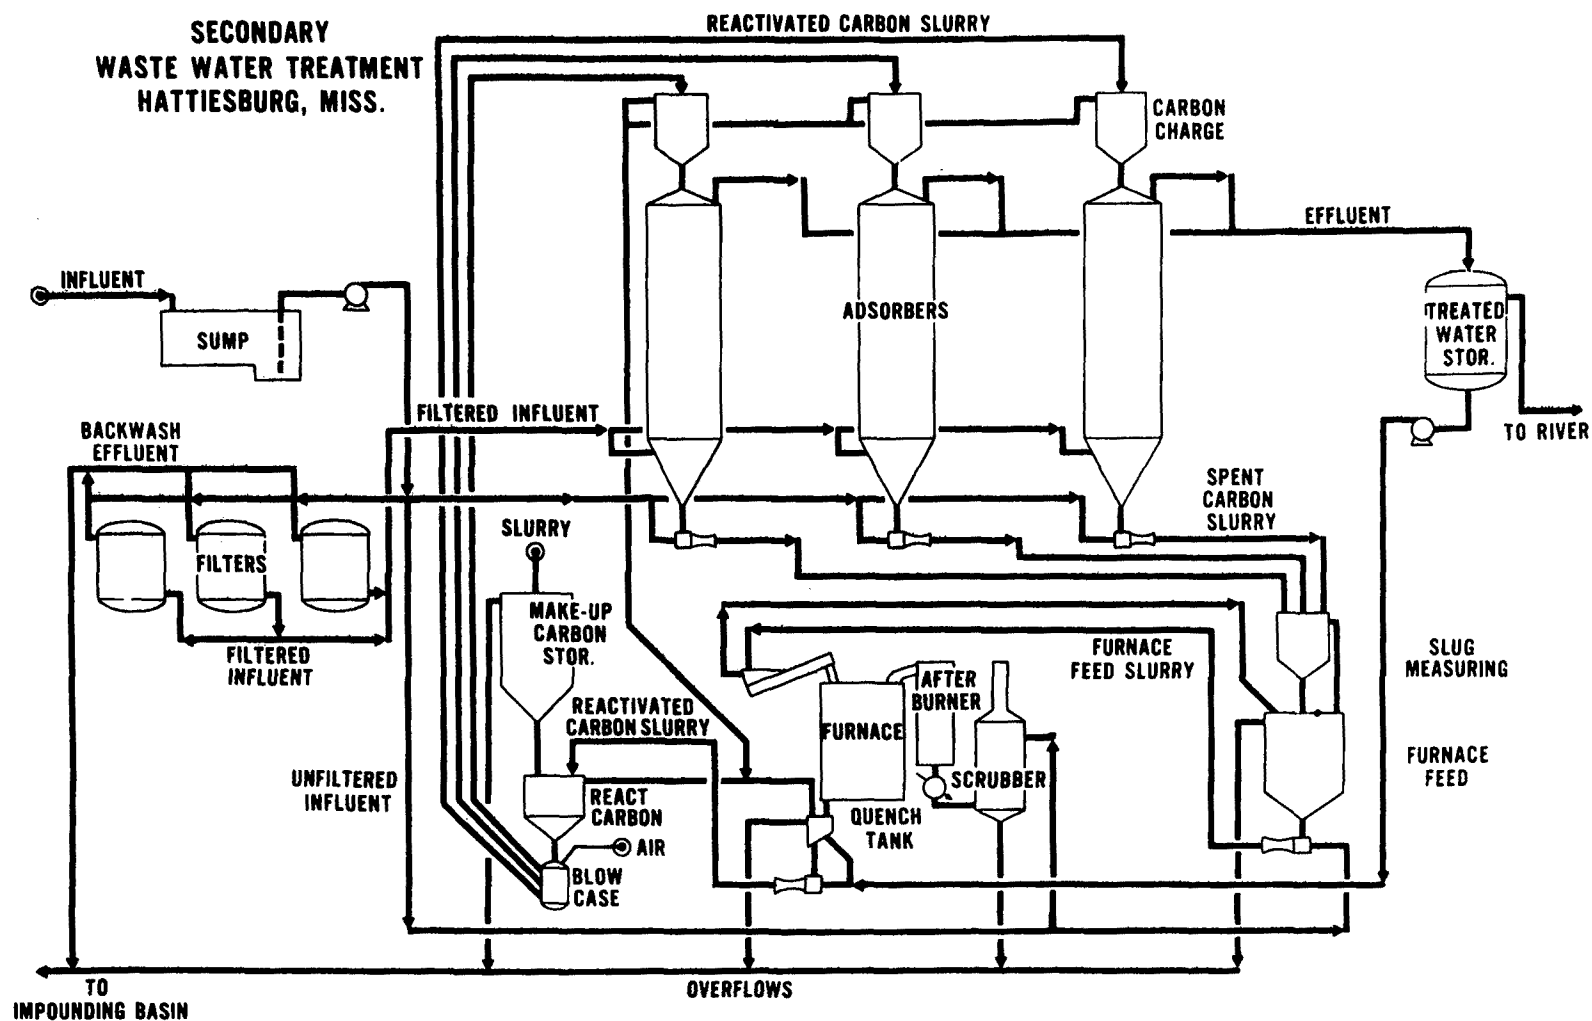 SECONDARY
WASTE WATER TREATMENT
HATTIESBURG, MISS.
REACTIVATED CARBON SLURRY
CARBON
CHARGE
EFFLUENT
INFLUENT
SUMP
ADSORBERS
TREATED
WATER
STOR.
TO RIVER
FILTERED INFLUENT
BACKWASH
EFFLUENT
SPENT
CARBON
SLURRY
SLURRY
FILTERS
MAKE-UP
CARBON
STOR.
FILTERED
INFLUENT
FURNACE
FEED SLURRY
SLUG
MEASURING
AFTER
BURNER
REACTIVATED
CARBON SLURRY
FURNACE
UNFILTERED
INFLUENT
SCRUBBER
FURNACE
FEED
REACT
CARBON
QUENCH
TANK
AIR
BLOW
CASE
TO
IMPOUNDING BASIN
OVERFLOWS